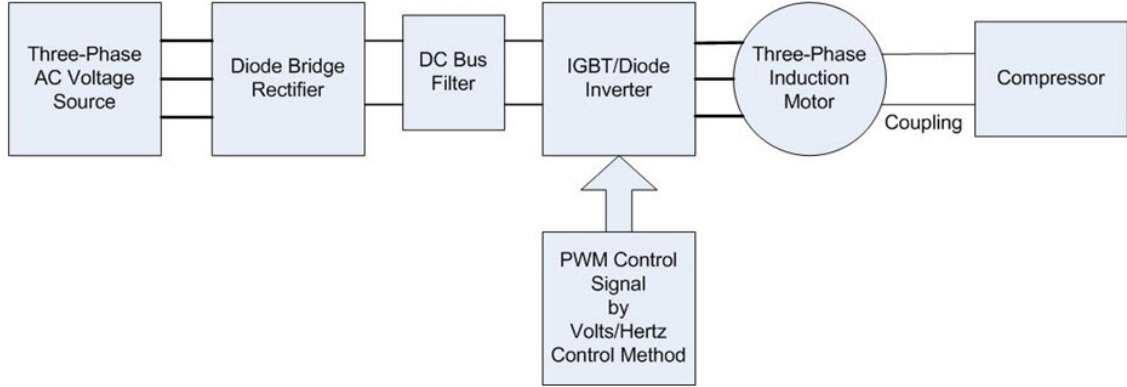 Three-Phase
AC Voltage
Source
Diode Bridge
Rectifier
DC Bus
Filter
IGBT/Diode
Inverter
Three-Phase
Induction
Motor
Coupling
Compressor
PWM Control
Signal
by
Volts/Hertz
Control Method